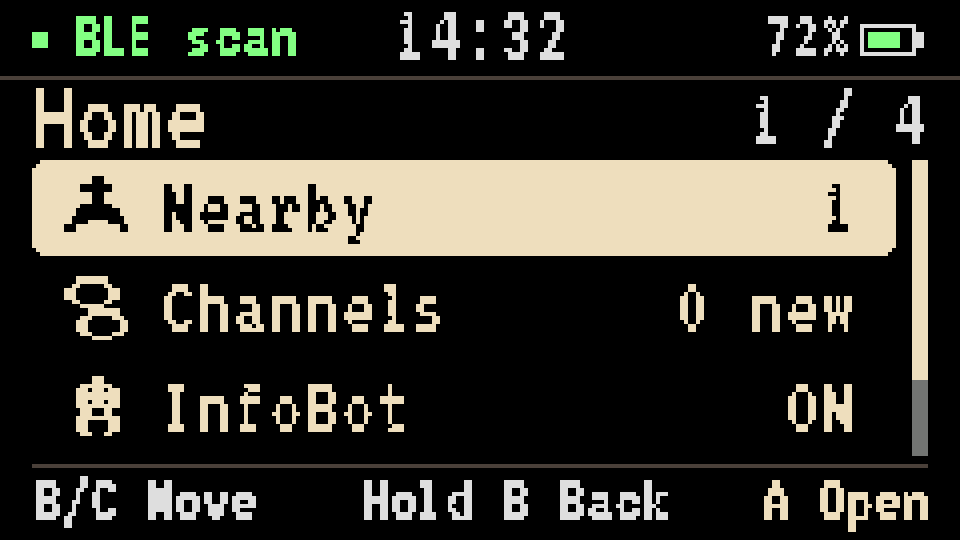 BLE scan 14:32 72%
Home 1 / 4
Nearby 1
Channels 0 new
InfoBot ON
B/C Move Hold B Back A Open